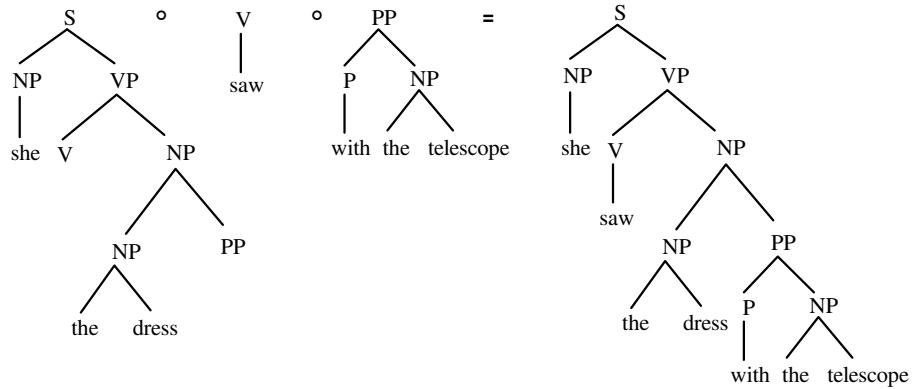 S ° V ° PP = S
NP VP saw P NP NP VP
she V NP with the telescope she V NP
saw
NP PP NP PP
the dress the dress P NP
with the telescope